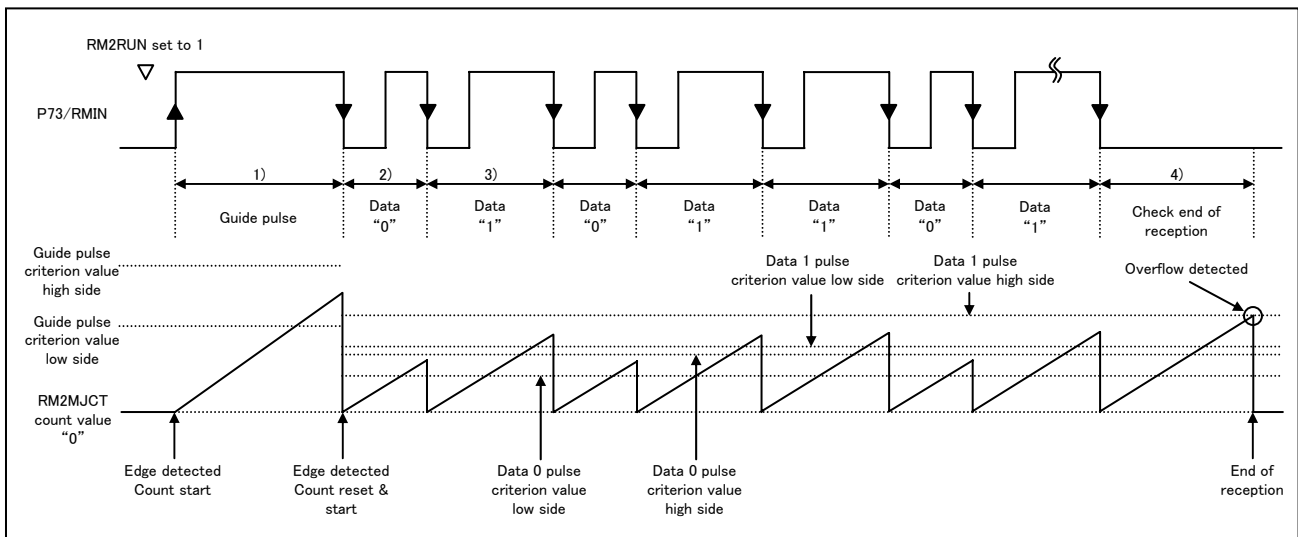 RM2RUN set to 1
P73/RMIN
1)
2)
3)
4)
Guide pulse
Data
“0”
Data
“1”
Data
“0”
Data
“1”
Data
“1”
Data
“0”
Data
“1”
Check end of
reception
Guide pulse
criterion value
high side
Data 1 pulse
criterion value low side
Data 1 pulse
criterion value high side
Overflow detected
Guide pulse
criterion value
low side
RM2MJCT
count value
“0”
Edge detected
Count start
Edge detected
Count reset &
start
Data 0 pulse
criterion value
low side
Data 0 pulse
criterion value
high side
End of
reception